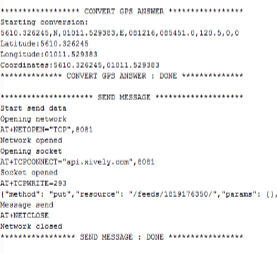 ****************** CONVERT GPS ANSWER ******************
Starting conversion:
5610.326245,N,01011.529383,E,081216,085451.0,120.5,0,0
Latitude:5610.326245
Longitude:01011.529383
Coordinates:5610.326245,01011.529383
*************** CONVERT GPS ANSWER : DONE ***************
******************** SEND MESSAGE ********************
Start send data
Opening network
AT+NETOPEN="TCP",8081
Network opened
Opening socket
AT+TCPCONNECT="api.xively.com",8081
Socket opened
AT+TCPWRITE=293
{"method": "put","resource": "/feeds/1819176350/","params": {},
Message send
AT+NETCLOSE
Network closed
***************** SEND MESSAGE : DONE *****************